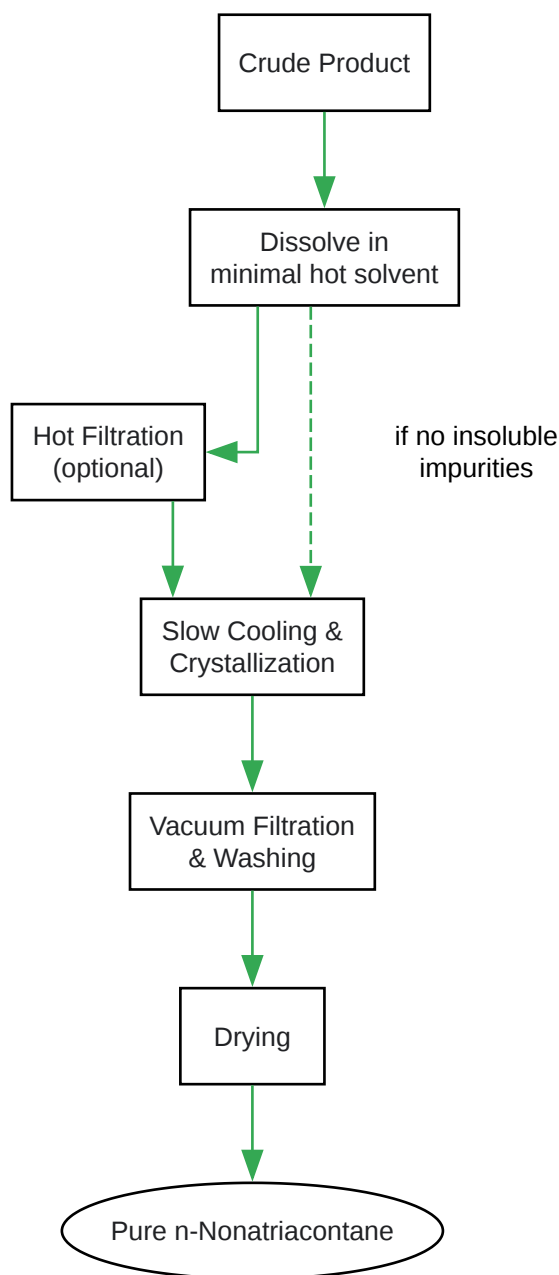 Crude Product
Dissolve in
minimal hot solvent
Hot Filtration
(optional)
if no insoluble
impurities
Slow Cooling &
Crystallization
Vacuum Filtration
& Washing
Drying
Pure n-Nonatriacontane